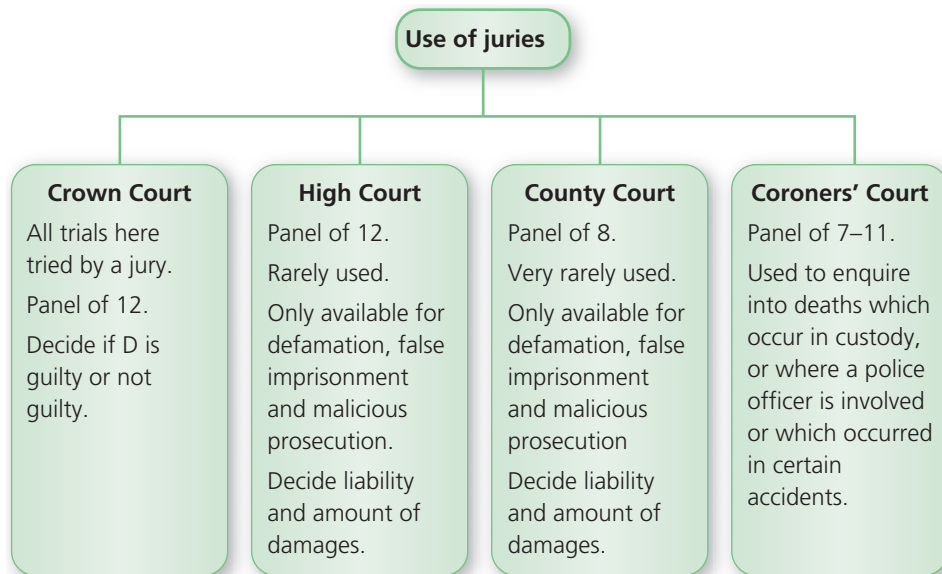 Use of juries
Crown Court
All trials here
tried by a jury.
Panel of 12.
Decide if D is
guilty or not
guilty.
High Court
Panel of 12.
Rarely used.
Only available for
defamation, false
imprisonment
and malicious
prosecution.
Decide liability
and amount of
damages.
County Court
Panel of 8.
Very rarely used.
Only available for
defamation, false
imprisonment
and malicious
prosecution
Decide liability
and amount of
damages.
Coroners’ Court
Panel of 7–11.
Used to enquire
into deaths which
occur in custody,
or where a police
officer is involved
or which occurred
in certain
accidents.